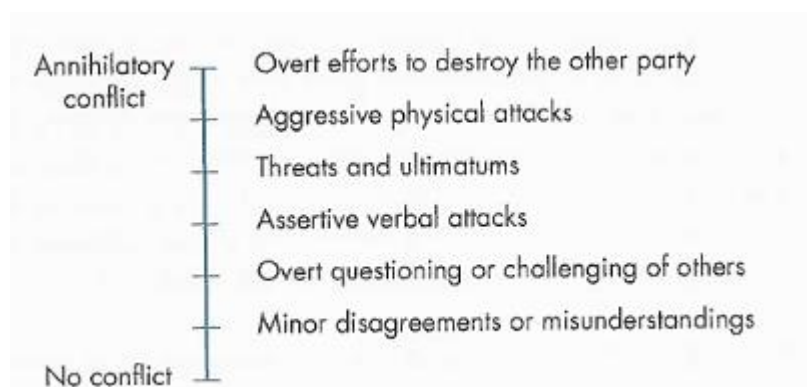 Annihilatory
conflict
Overt efforts to destroy the other party
Aggressive physical attacks
Threats and ultimatums
Assertive verbal attacks
Overt questioning or challenging of others
Minor disagreements or misunderstandings
No conflict